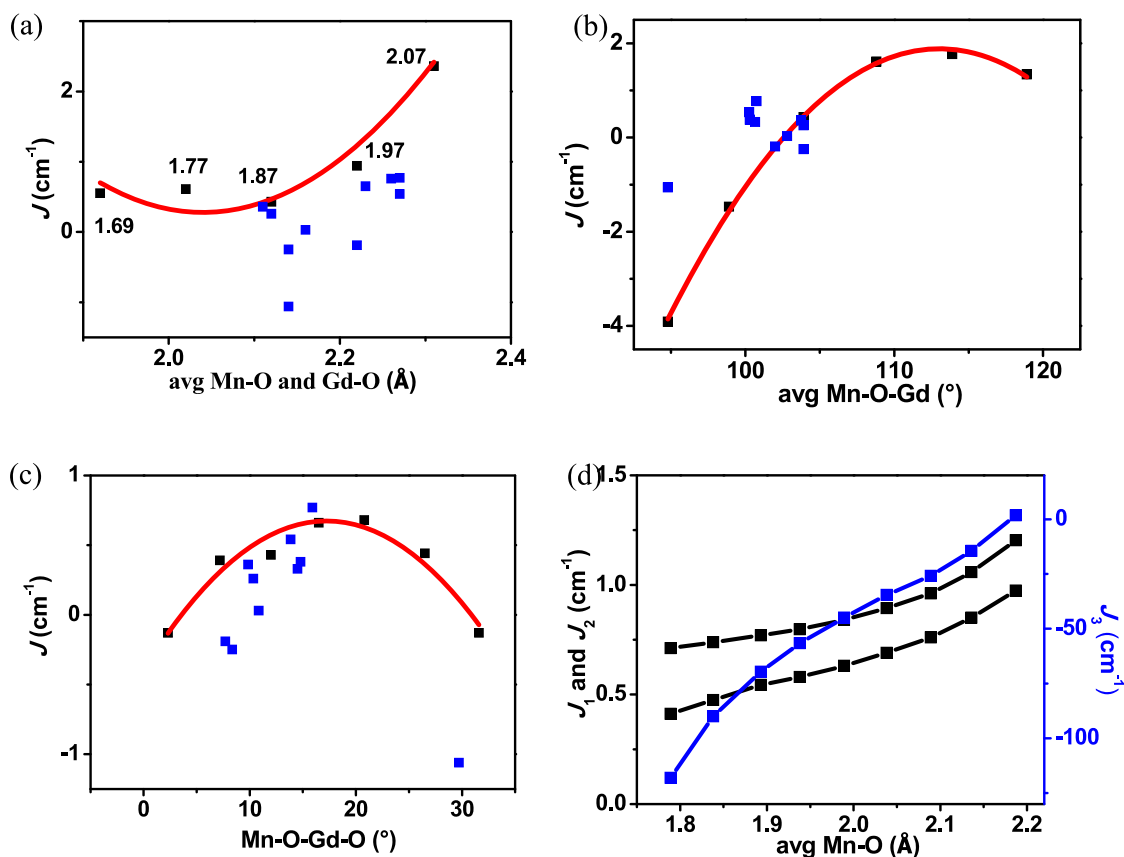 (a)
2
0
J (cm-1)
1.69
1.77
1.87
1.97
2.07
2.0
2.2
2.4
avg Mn-O and Gd-O (Å)
(b)
2
0
-2
-4
J (cm-1)
100
110
120
avg Mn-O-Gd (°)
(c)
1
0
-1
J (cm-1)
0
10
20
30
Mn-O-Gd-O (°)
(d)
1.5
1.0
0.5
0.0
J1 and J2 (cm-1)
0
-50
-100
J3 (cm-1)
1.8
1.9
2.0
2.1
2.2
avg Mn-O (Å)